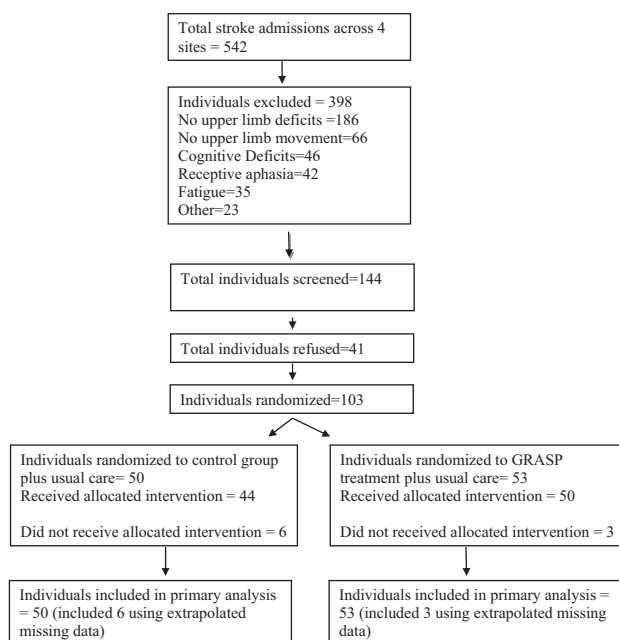 Total stroke admissions across 4
sites = 542
Individuals excluded = 398
No upper limb deficits =186
No upper limb movement=66
Cognitive Deficits=46
Receptive aphasia=42
Fatigue=35
Other=23
Total individuals screened=144
Total individuals refused=41
Individuals randomized=103
Individuals randomized to control group
plus usual care= 50
Received allocated intervention = 44
Did not receive allocated intervention = 6
Individuals randomized to GRASP
treatment plus usual care= 53
Received allocated intervention = 50
Did not received allocated intervention = 3
Individuals included in primary analysis
= 50 (included 6 using extrapolated
missing data)
Individuals included in primary analysis =
53 (included 3 using extrapolated missing
data)